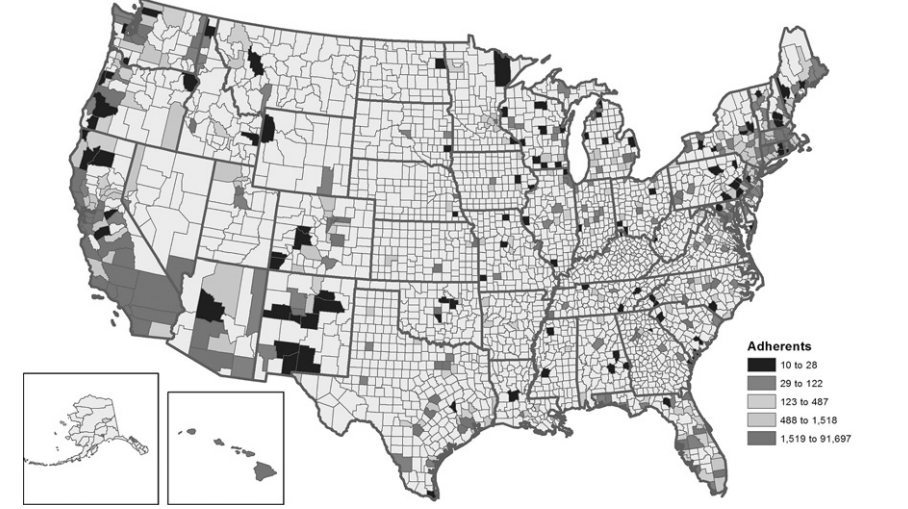 Adherents
10 to 28
29 to 122
123 to 487
488 to 1,518
1,519 to 91,697